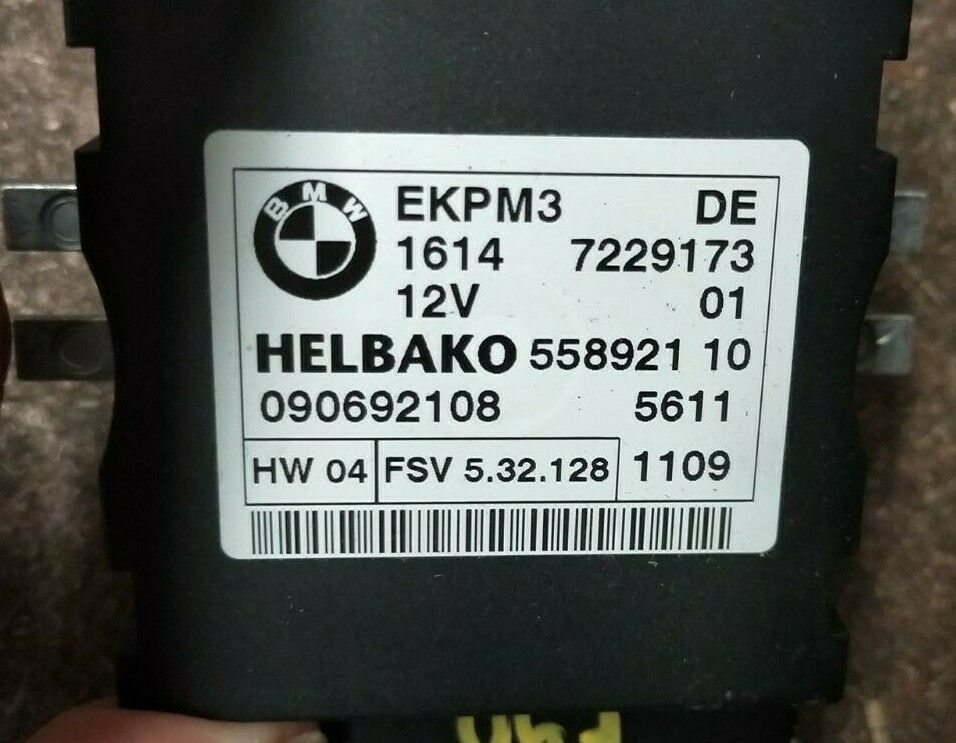 BMW
EKPM3 DE
1614 7229173
12V 01
HELBAKO 558921 10
090692108 5611
HW 04 FSV 5.32.128 1109